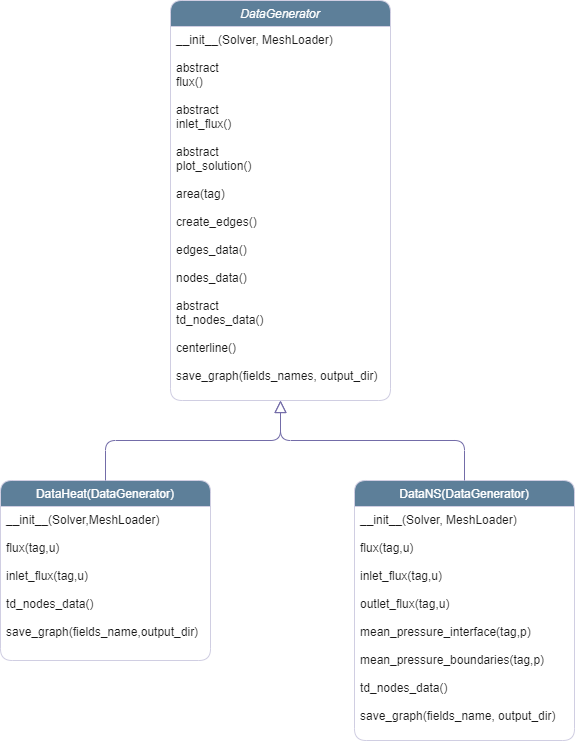 DataGenerator
__init__(Solver, MeshLoader)
abstract
flux()
abstract
inlet_flux()
abstract
plot_solution()
area(tag)
create_edges()
edges_data()
nodes_data()
abstract
td_nodes_data()
centerline()
save_graph(fields_names, output_dir)
DataHeat(DataGenerator)
__init__(Solver,MeshLoader)
flux(tag,u)
inlet_flux(tag,u)
td_nodes_data()
save_graph(fields_name,output_dir)
DataNS(DataGenerator)
__init__(Solver, MeshLoader)
flux(tag,u)
inlet_flux(tag,u)
outlet_flux(tag,u)
mean_pressure_interface(tag,p)
mean_pressure_boundaries(tag,p)
td_nodes_data()
save_graph(fields_name, output_dir)